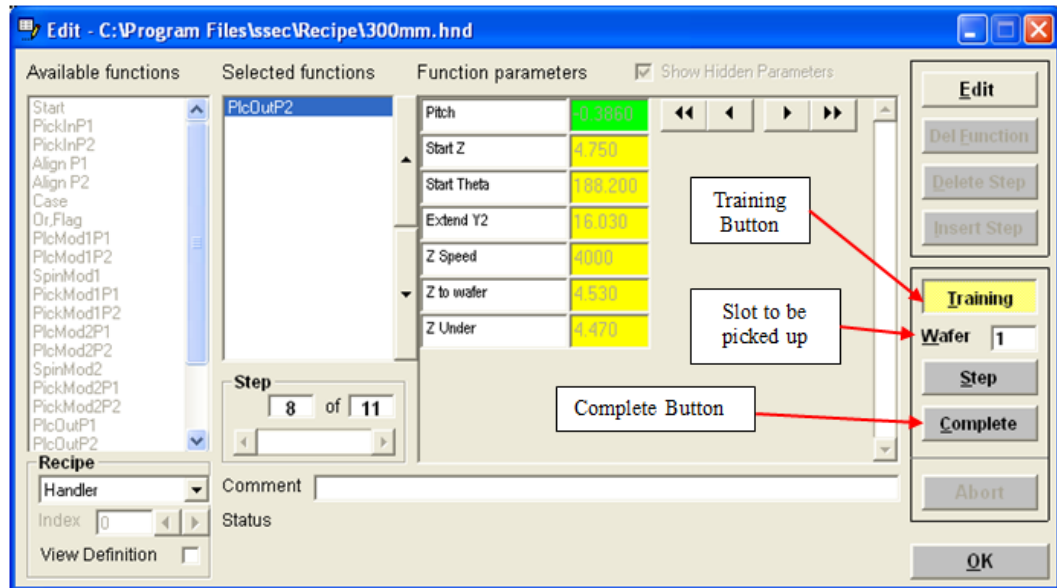 Edit - C:\Program Files\ssec\Recipe\300mm.hnd
Available functions
Start
PickInP1
PickInP2
Align P1
Align P2
Case
Or,Flag
PlcMod1P1
PlcMod1P2
SpinMod1
PickMod1P1
PickMod1P2
PlcMod2P1
PlcMod2P2
SpinMod2
PickMod2P1
PickMod2P2
PlcOutP1
PlcOutP2
Selected functions
PlcOutP2
Function parameters
Show Hidden Parameters
Pitch -0.3860
Start Z 4.750
Start Theta 188.200
Extend Y2 16.030
Z Speed 4000
Z to wafer 4.530
Z Under 4.470
Training
Button
Slot to be
picked up
Complete Button
Edit
Del Function
Delete Step
Insert Step
Training
Wafer 1
Step
Complete
Abort
OK
Step
8 of 11
Recipe
Handler
Index 0
View Definition
Comment
Status